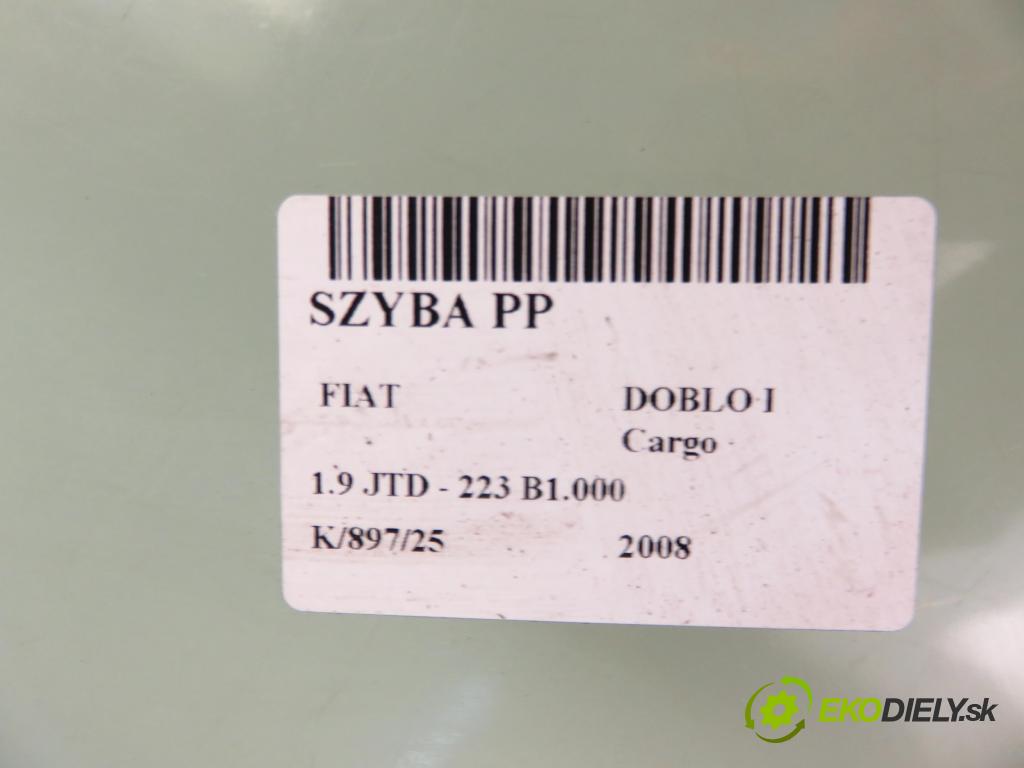 SZYBA PP
FIAT DOBLO I
Cargo
1.9 JTD - 223 B1.000
K/897/25 2008
EKODIELY.sk